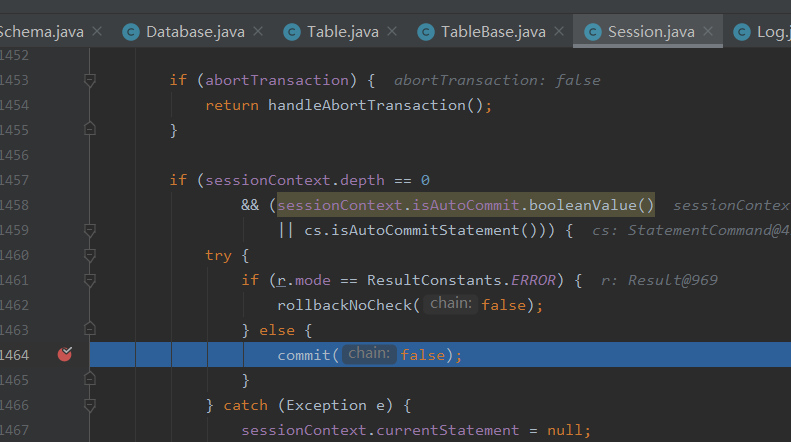 Schema.java × Database.java × Table.java × TableBase.java × Session.java × Log.j
1452
1453 if (abortTransaction) { abortTransaction: false
1454 return handleAbortTransaction();
1455 }
1456
1457 if (sessionContext.depth == 0
1458 && (sessionContext.isAutoCommit.booleanValue() sessionContex
1459 || cs.isAutoCommitStatement())) { cs: StatementCommand@4
1460 try {
1461 if (r.mode == ResultConstants.ERROR) { r: Result@969
1462 rollbackNoCheck( chain: false);
1463 } else {
1464 commit( chain: false);
1465 }
1466 } catch (Exception e) {
1467 sessionContext.currentStatement = null;